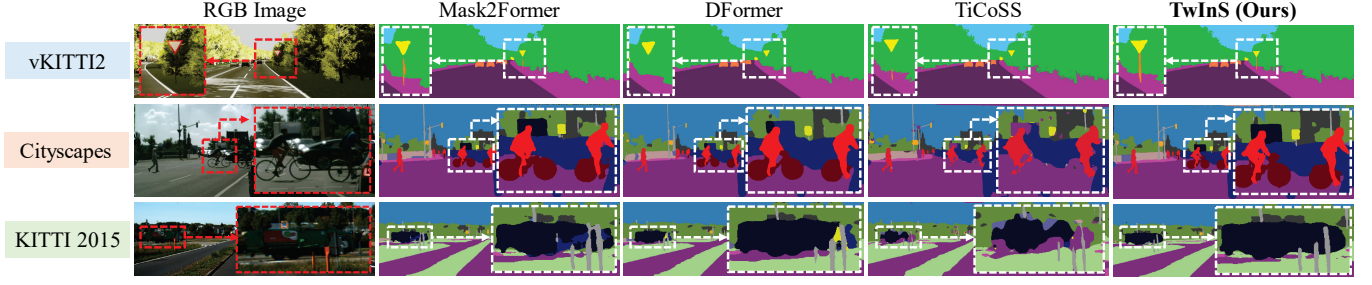 RGB Image Mask2Former DFormer TiCoSS TwInS (Ours)
vKITTI2
Cityscapes
KITTI 2015